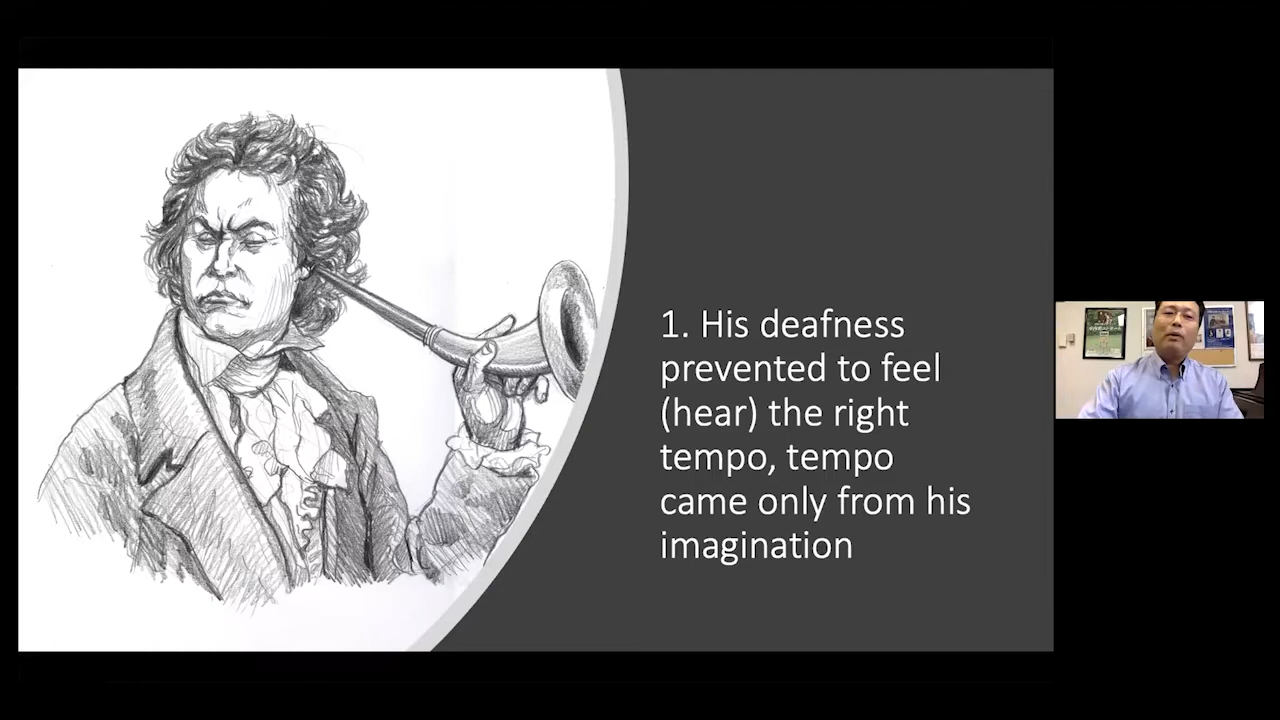 1. His deafness
prevented to feel
(hear) the right
tempo, tempo
came only from his
imagination